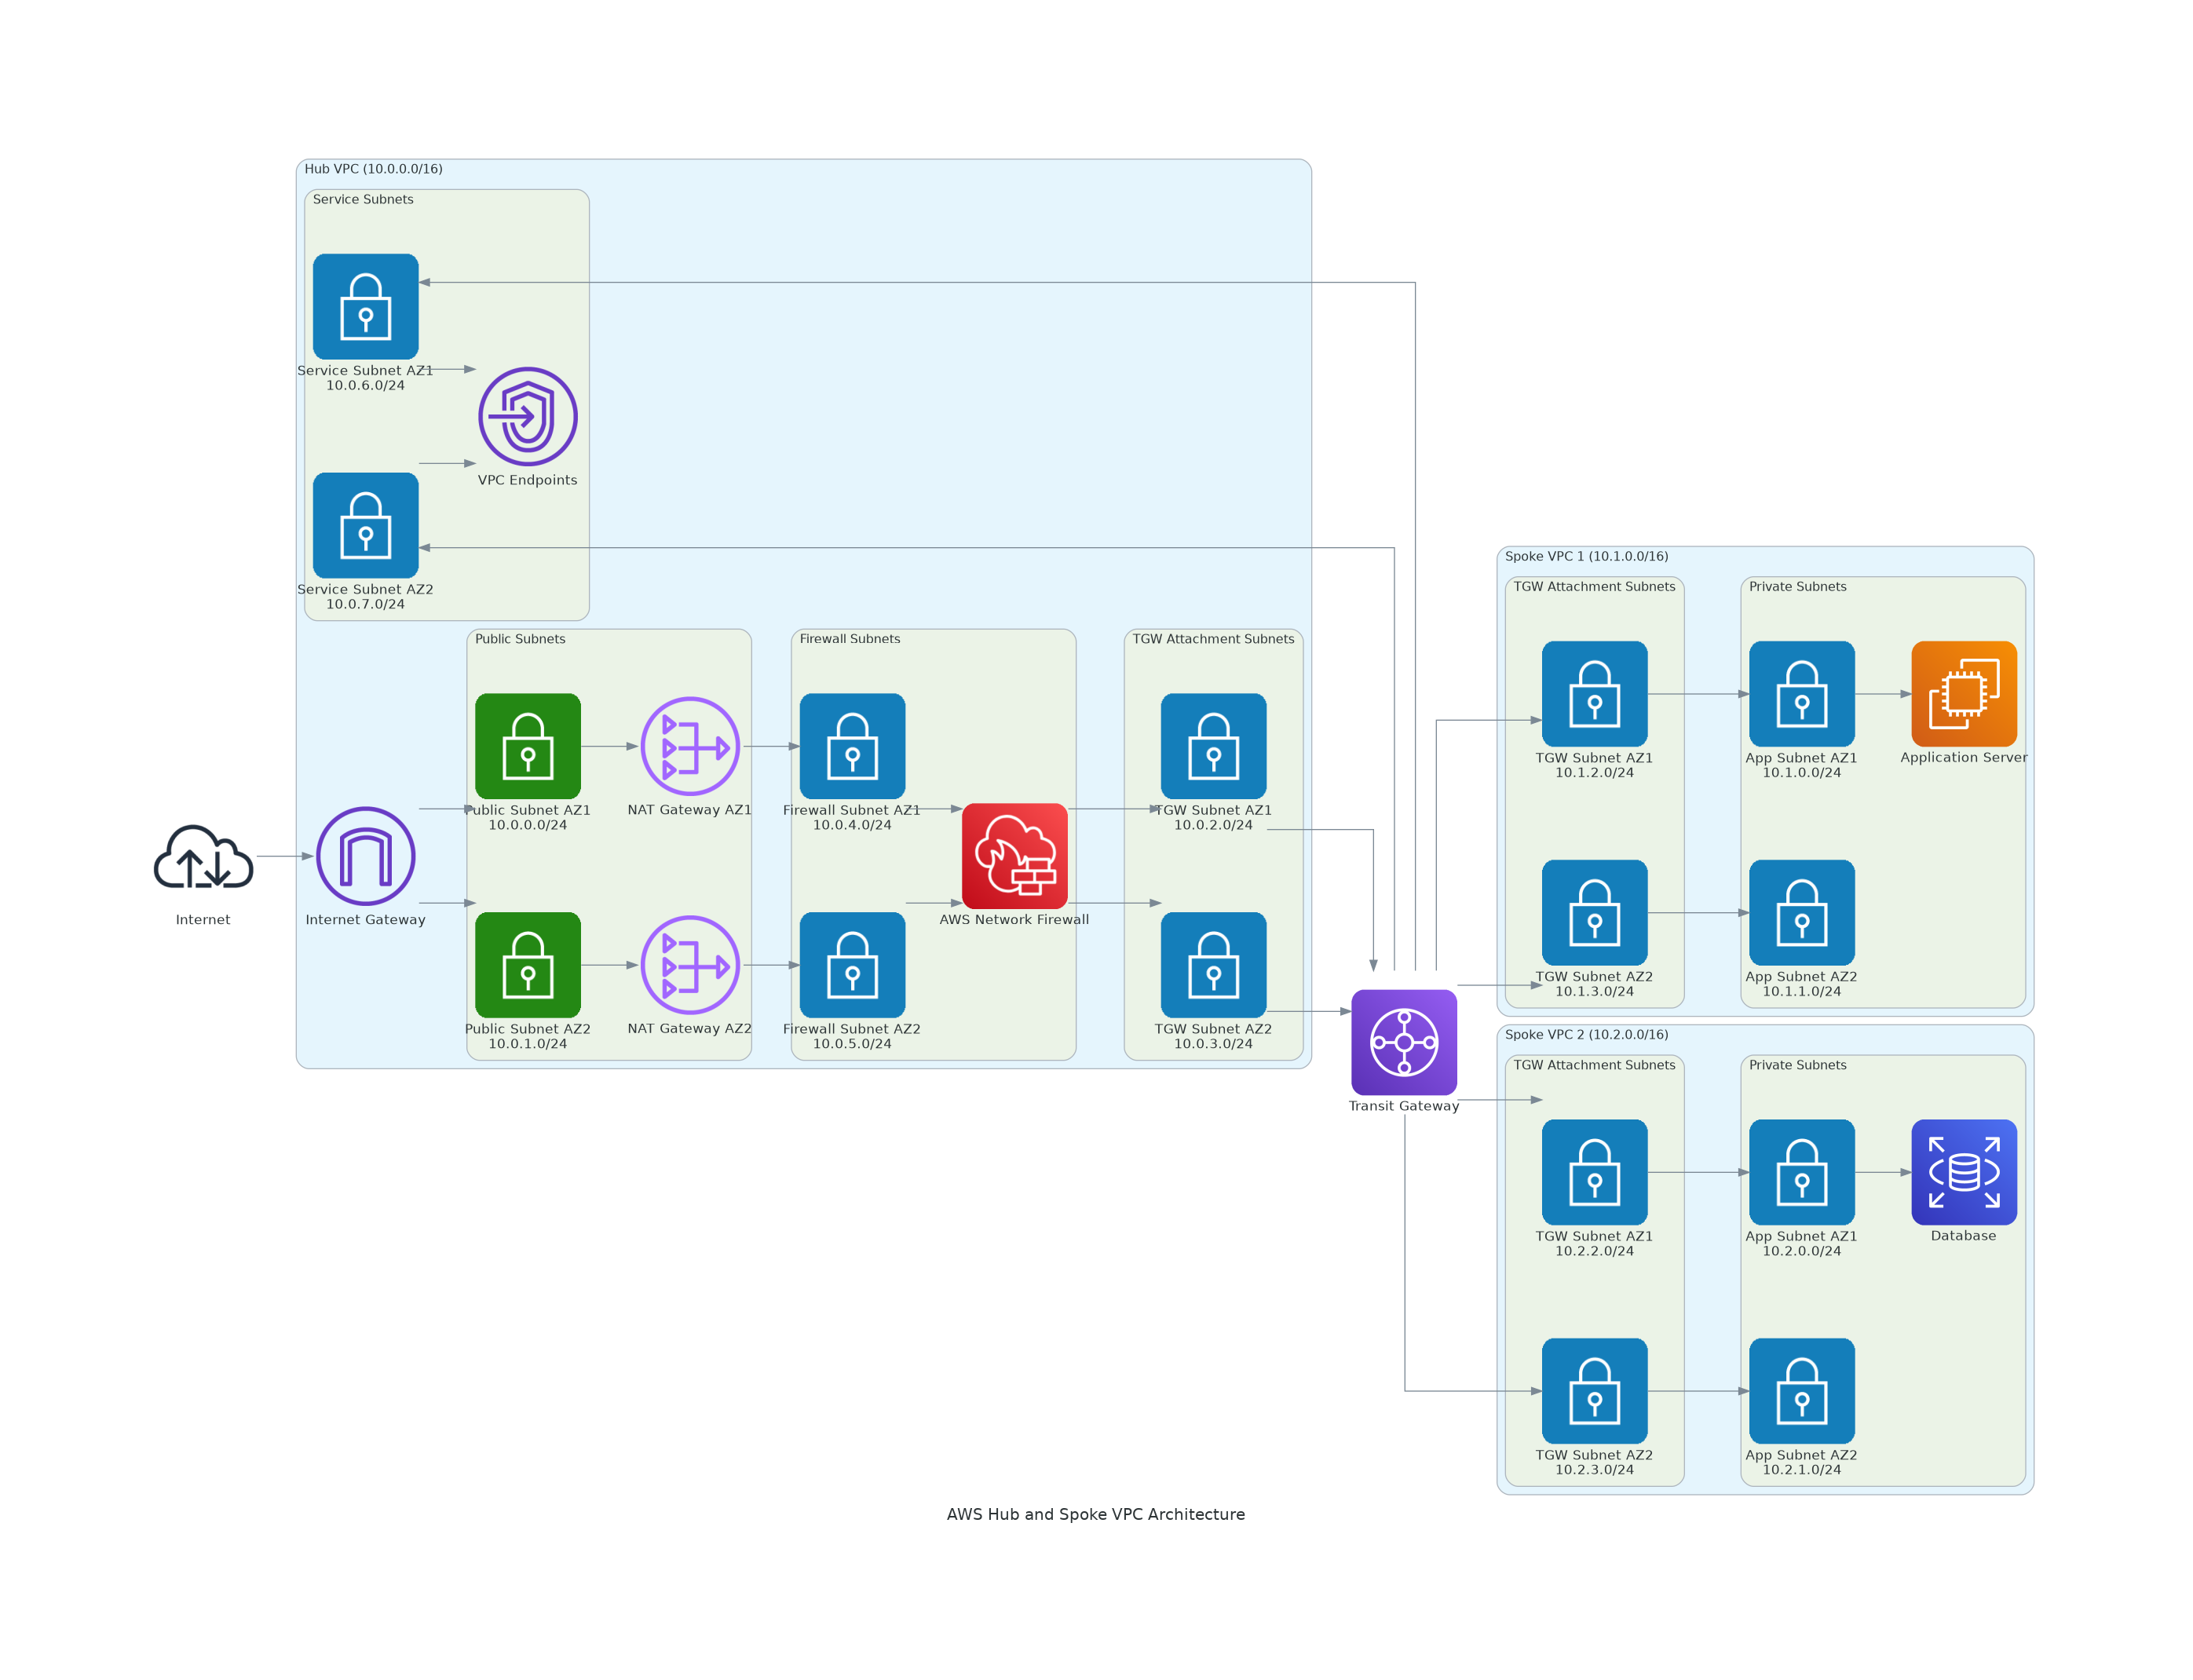 Hub VPC (10.0.0.0/16)
Service Subnets
Service Subnet AZ1
10.0.6.0/24
VPC Endpoints
Service Subnet AZ2
10.0.7.0/24
Public Subnets
Public Subnet AZ1
10.0.0.0/24
NAT Gateway AZ1
Public Subnet AZ2
10.0.1.0/24
NAT Gateway AZ2
Firewall Subnets
Firewall Subnet AZ1
10.0.4.0/24
AWS Network Firewall
Firewall Subnet AZ2
10.0.5.0/24
TGW Attachment Subnets
TGW Subnet AZ1
10.0.2.0/24
TGW Subnet AZ2
10.0.3.0/24
Internet
Internet Gateway
Transit Gateway
Spoke VPC 1 (10.1.0.0/16)
TGW Attachment Subnets
TGW Subnet AZ1
10.1.2.0/24
TGW Subnet AZ2
10.1.3.0/24
Private Subnets
App Subnet AZ1
10.1.0.0/24
Application Server
App Subnet AZ2
10.1.1.0/24
Spoke VPC 2 (10.2.0.0/16)
TGW Attachment Subnets
TGW Subnet AZ1
10.2.2.0/24
TGW Subnet AZ2
10.2.3.0/24
Private Subnets
App Subnet AZ1
10.2.0.0/24
Database
App Subnet AZ2
10.2.1.0/24
AWS Hub and Spoke VPC Architecture